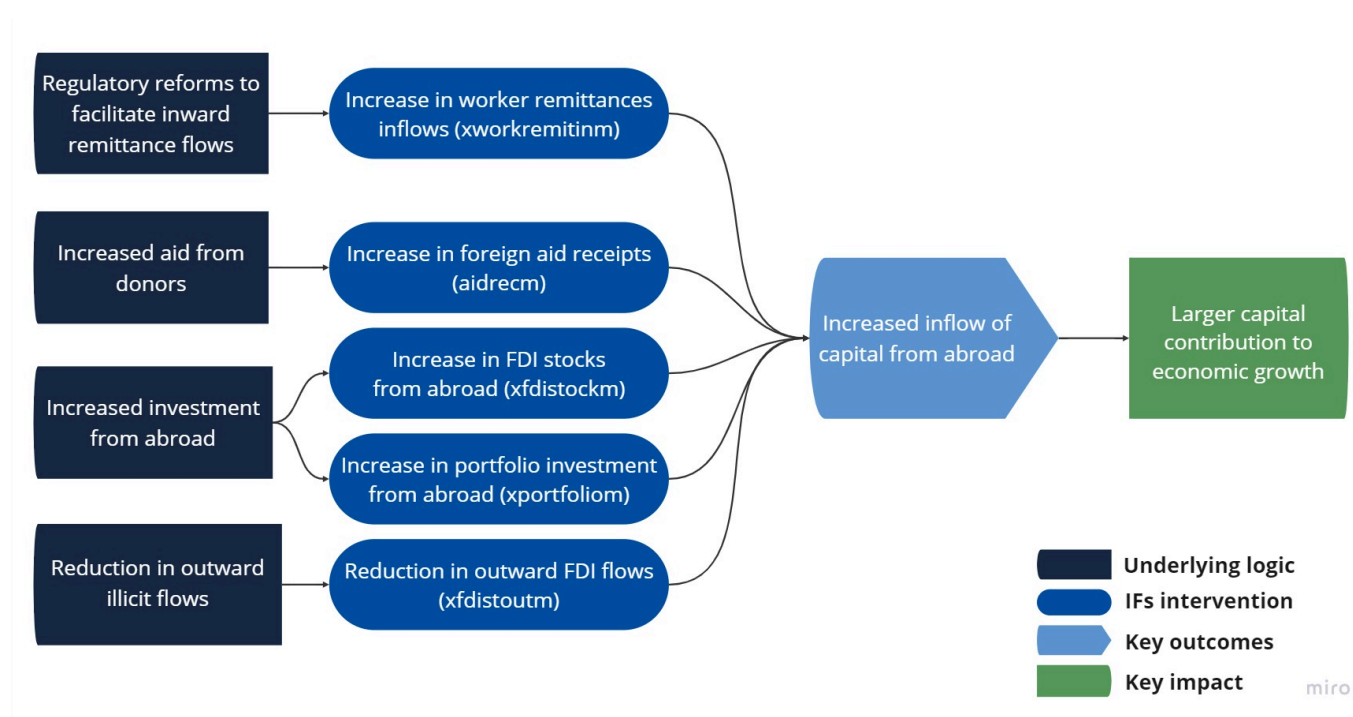 Regulatory reforms to
facilitate inward
remittance flows
Increase in worker remittances
inflows (xworkremitinm)
Increased aid from
donors
Increase in foreign aid receipts
(aidrecm)
Increased investment
from abroad
Increase in FDI stocks
from abroad (xfdistockm)
Increase in portfolio investment
from abroad (xportfoliom)
Reduction in outward
illicit flows
Reduction in outward FDI flows
(xfdistoutm)
Increased inflow of
capital from abroad
Larger capital
contribution to
economic growth
Underlying logic
IFs intervention
Key outcomes
Key impact
miro